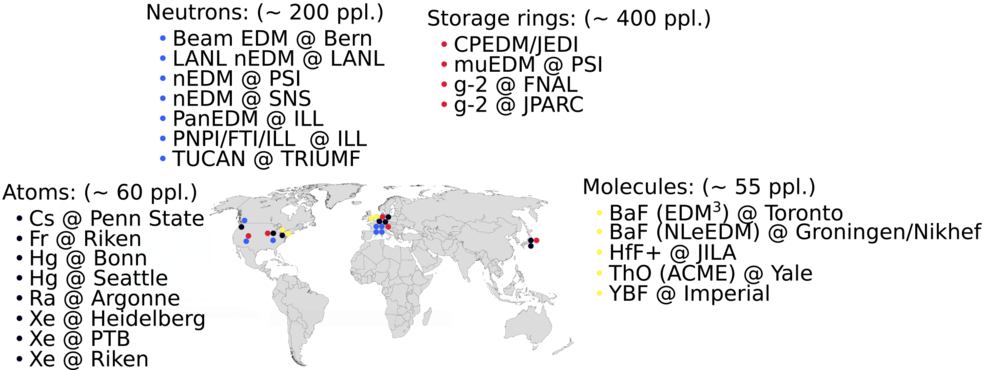 Neutrons: (~ 200 ppl.)
• Beam EDM @ Bern
• LANL nEDM @ LANL
• nEDM @ PSI
• nEDM @ SNS
• PanEDM @ ILL
• PNPI/FTI/ILL @ ILL
• TUCAN @ TRIUMF
Storage rings: (~ 400 ppl.)
• CPEDM/JEDI
• muEDM @ PSI
• g-2 @ FNAL
• g-2 @ JPARC
Atoms: (~ 60 ppl.)
• Cs @ Penn State
• Fr @ Riken
• Hg @ Bonn
• Hg @ Seattle
• Ra @ Argonne
• Xe @ Heidelberg
• Xe @ PTB
• Xe @ Riken
Molecules: (~ 55 ppl.)
• BaF (EDM³) @ Toronto
• BaF (NLeEDM) @ Groningen/Nikhef
• HfF+ @ JILA
• ThO (ACME) @ Yale
• YBF @ Imperial